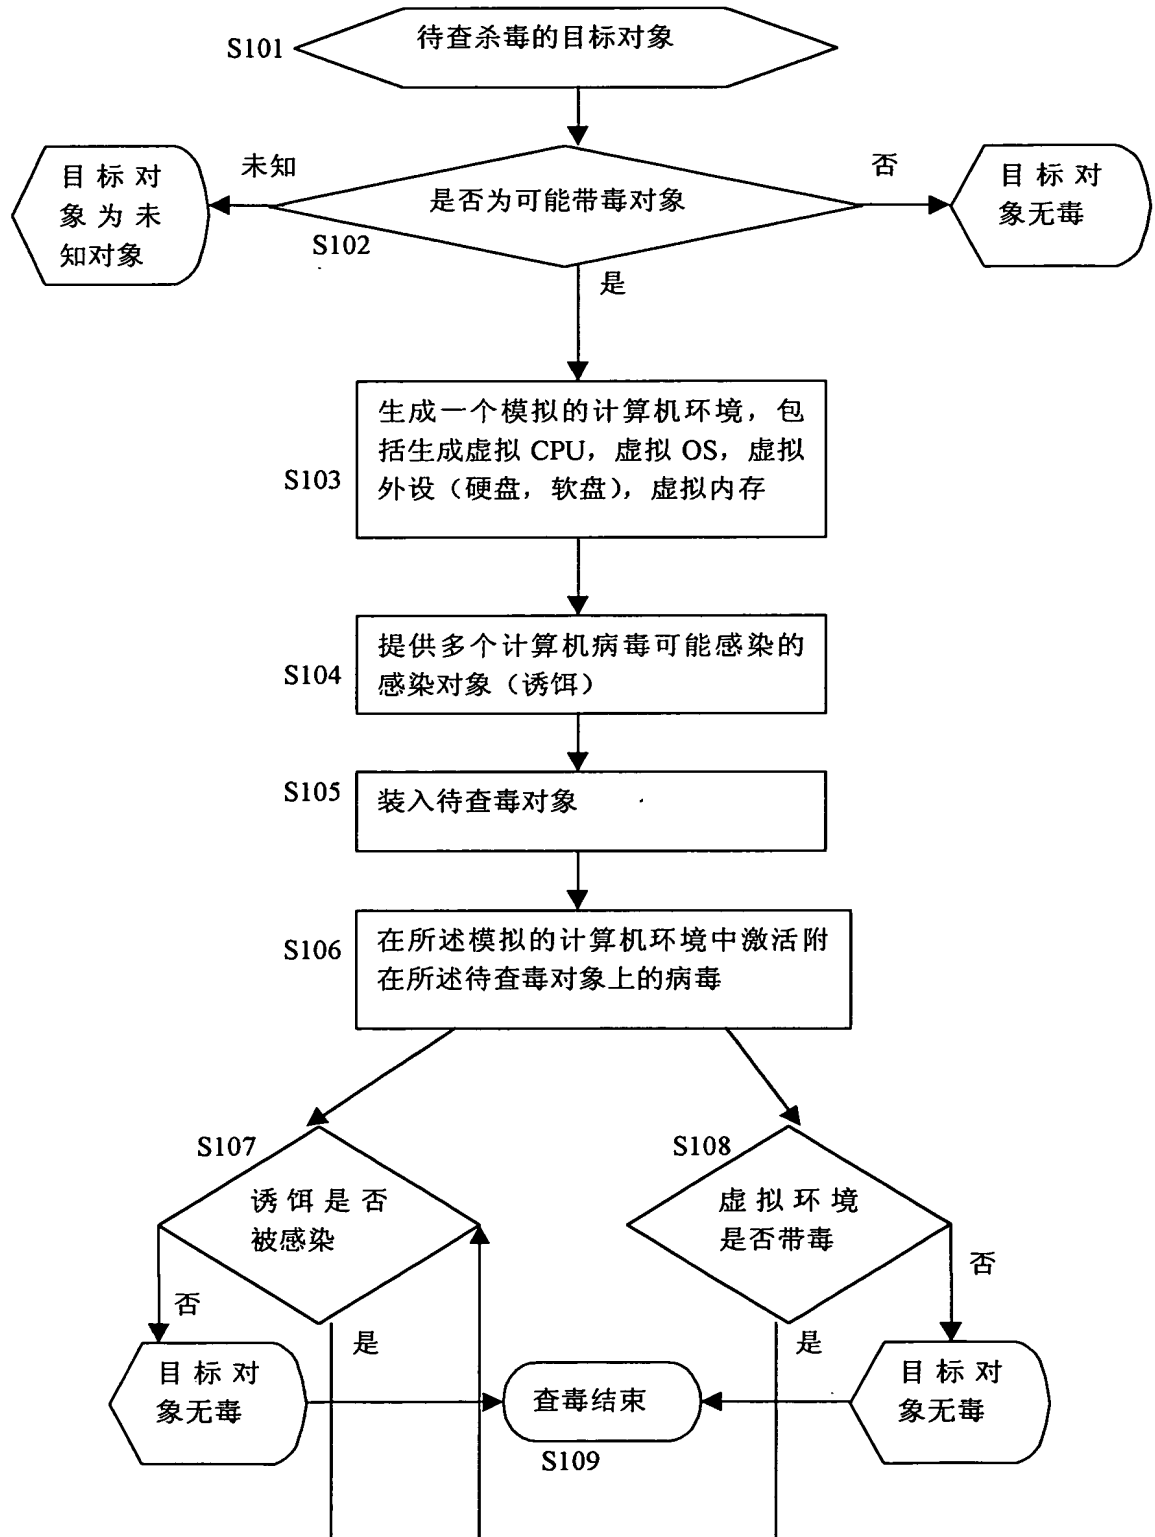 S101
待查杀毒的目标对象
未知
否
目标对
象为未
知对象
是否为可能带毒对象
目标对
象无毒
S102
是
生成一个模拟的计算机环境，包
括生成虚拟 CPU，虚拟 OS，虚拟
外设（硬盘，软盘），虚拟内存
S103
提供多个计算机病毒可能感染的
感染对象（诱饵）
S104
S105
装入待查毒对象
S106
在所述模拟的计算机环境中激活附
在所述待查毒对象上的病毒
S107
S108
诱饵是否
被感染
虚拟环境
是否带毒
否
否
是
是
目标对
象无毒
查毒结束
目标对
象无毒
S109